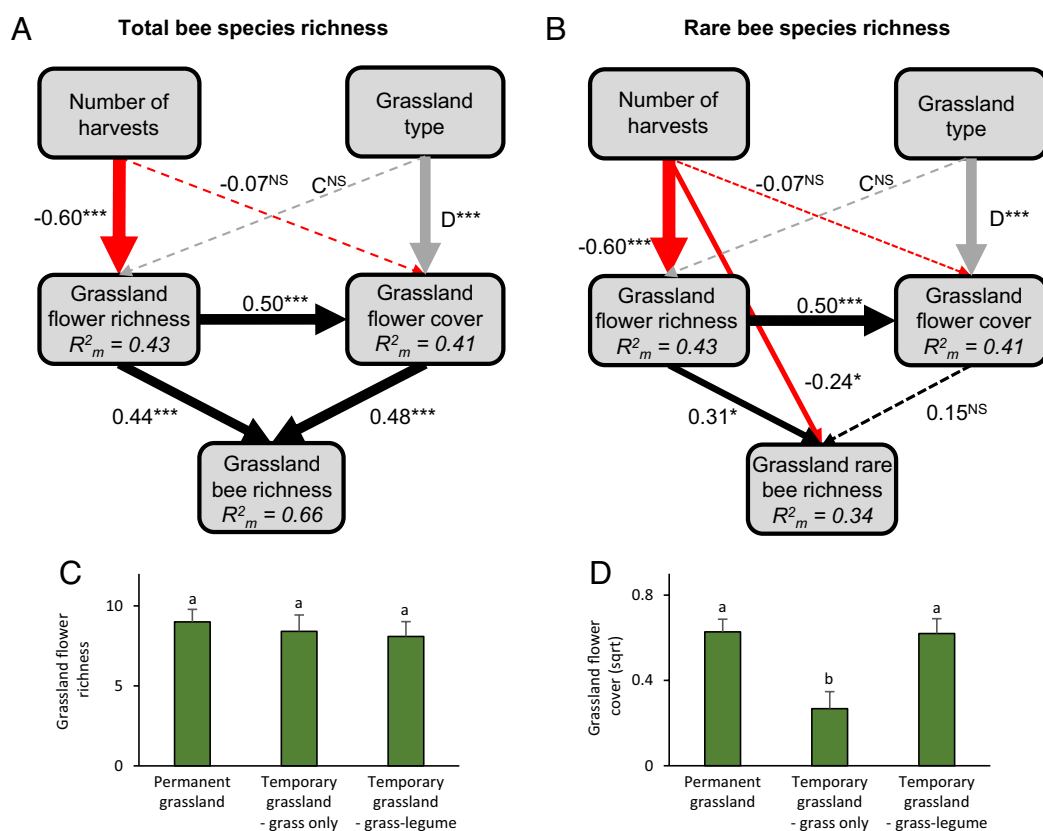 A
Total bee species richness
Number of
harvests
Grassland
type
-0.60***
-0.07NS
CNS
D***
Grassland
flower richness
R2m = 0.43
0.50***
Grassland
flower cover
R2m = 0.41
0.44***
0.48***
Grassland
bee richness
R2m = 0.66
B
Rare bee species richness
Number of
harvests
Grassland
type
-0.60***
-0.07NS
CNS
D***
Grassland
flower richness
R2m = 0.43
0.50***
Grassland
flower cover
R2m = 0.41
0.31*
-0.24*
0.15NS
Grassland rare
bee richness
R2m = 0.34
C
Grassland flower
richness
10
5
0
a
a
a
Permanent
grassland
Temporary
grassland
- grass only
Temporary
grassland
- grass-legume
D
Grassland flower
cover (sqrt)
0.8
0.4
0
a
b
a
Permanent
grassland
Temporary
grassland
- grass only
Temporary
grassland
- grass-legume